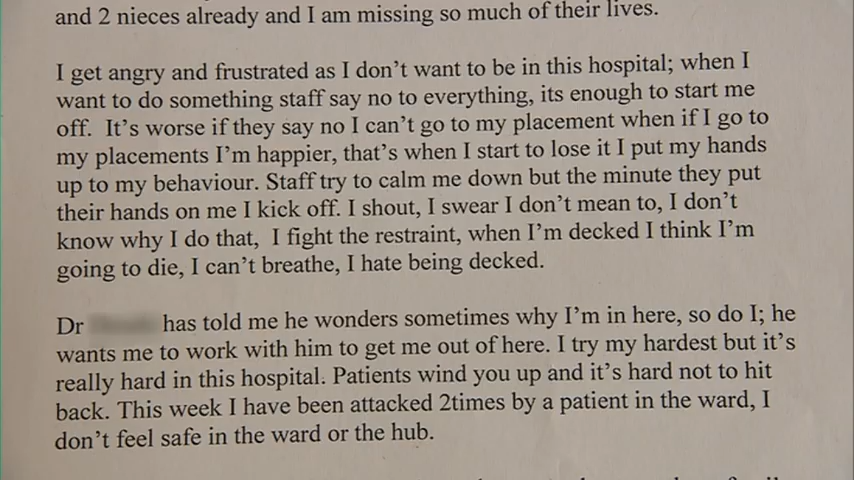 and 2 nieces already and I am missing so much of their lives.
I get angry and frustrated as I don't want to be in this hospital; when I
want to do something staff say no to everything, its enough to start me
off.  It's worse if they say no I can't go to my placement when if I go to
my placements I'm happier, that's when I start to lose it I put my hands
up to my behaviour. Staff try to calm me down but the minute they put
their hands on me I kick off. I shout, I swear I don't mean to, I don't
know why I do that,  I fight the restraint, when I'm decked I think I'm
going to die, I can't breathe, I hate being decked.
Dr has told me he wonders sometimes why I'm in here, so do I; he
wants me to work with him to get me out of here. I try my hardest but it's
really hard in this hospital. Patients wind you up and it's hard not to hit
back. This week I have been attacked 2times by a patient in the ward, I
don't feel safe in the ward or the hub.